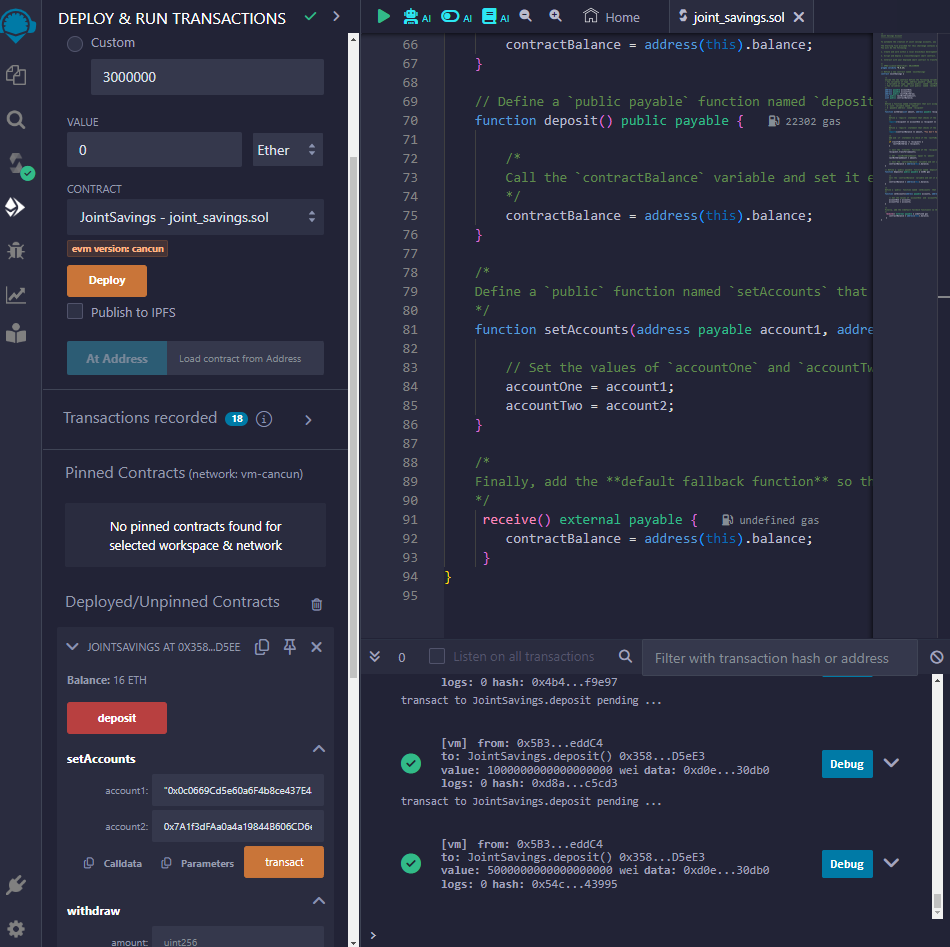 DEPLOY & RUN TRANSACTIONS
Custom
3000000
VALUE
0
Ether
CONTRACT
JointSavings - joint_savings.sol
evm version: cancun
Deploy
Publish to IPFS
At Address
Load contract from Address
Transactions recorded 18 i
Pinned Contracts (network: vm-cancun)
No pinned contracts found for
selected workspace & network
Deployed/Unpinned Contracts
JOINTSAVINGS AT 0X358...D5EE
Balance: 16 ETH
deposit
setAccounts
account1: "0x0c0669Cd5e60a6F4b8ce437E4
account2: 0x7A1f3dFAa0a4a19844B606CD6
Calldata
Parameters
transact
withdraw
amount: uint256
AI
AI
AI
Home
joint_savings.sol
66 contractBalance = address(this).balance;
67 }
68
69 // Define a `public payable` function named `deposit
70 function deposit() public payable { 22302 gas
71
72 /*
73 Call the `contractBalance` variable and set it e
74 */
75 contractBalance = address(this).balance;
76 }
77
78 /*
79 Define a `public` function named `setAccounts` that
80 */
81 function setAccounts(address payable account1, addre
82
83 // Set the values of `accountOne` and `accountTw
84 accountOne = account1;
85 accountTwo = account2;
86 }
87
88 /*
89 Finally, add the **default fallback function** so th
90 */
91 receive() external payable { undefined gas
92 contractBalance = address(this).balance;
93 }
94 }
95
0
Listen on all transactions
Filter with transaction hash or address
logs: 0 hash: 0x4b4...f9e97
transact to JointSavings.deposit pending ...
[vm] from: 0x5B3...eddC4
to: JointSavings.deposit() 0x358...D5eE3
value: 1000000000000000000 wei data: 0xd0e...30db0
logs: 0 hash: 0xd8a...c5cd3
Debug
transact to JointSavings.deposit pending ...
[vm] from: 0x5B3...eddC4
to: JointSavings.deposit() 0x358...D5eE3
value: 5000000000000000000 wei data: 0xd0e...30db0
logs: 0 hash: 0x54c...43995
Debug
>